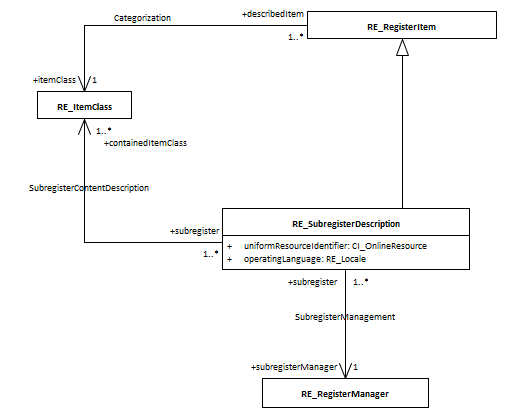 Categorization
+describedItem
RE_RegisterItem
1..*
+itemClass
1
RE_ItemClass
1..*
+containedItemClass
SubregisterContentDescription
+subregister
1..*
RE_SubregisterDescription
+ uniformResourceIdentifier: CI_OnlineResource
+ operatingLanguage: RE_Locale
+subregister
1..*
SubregisterManagement
+subregisterManager
1
RE_RegisterManager